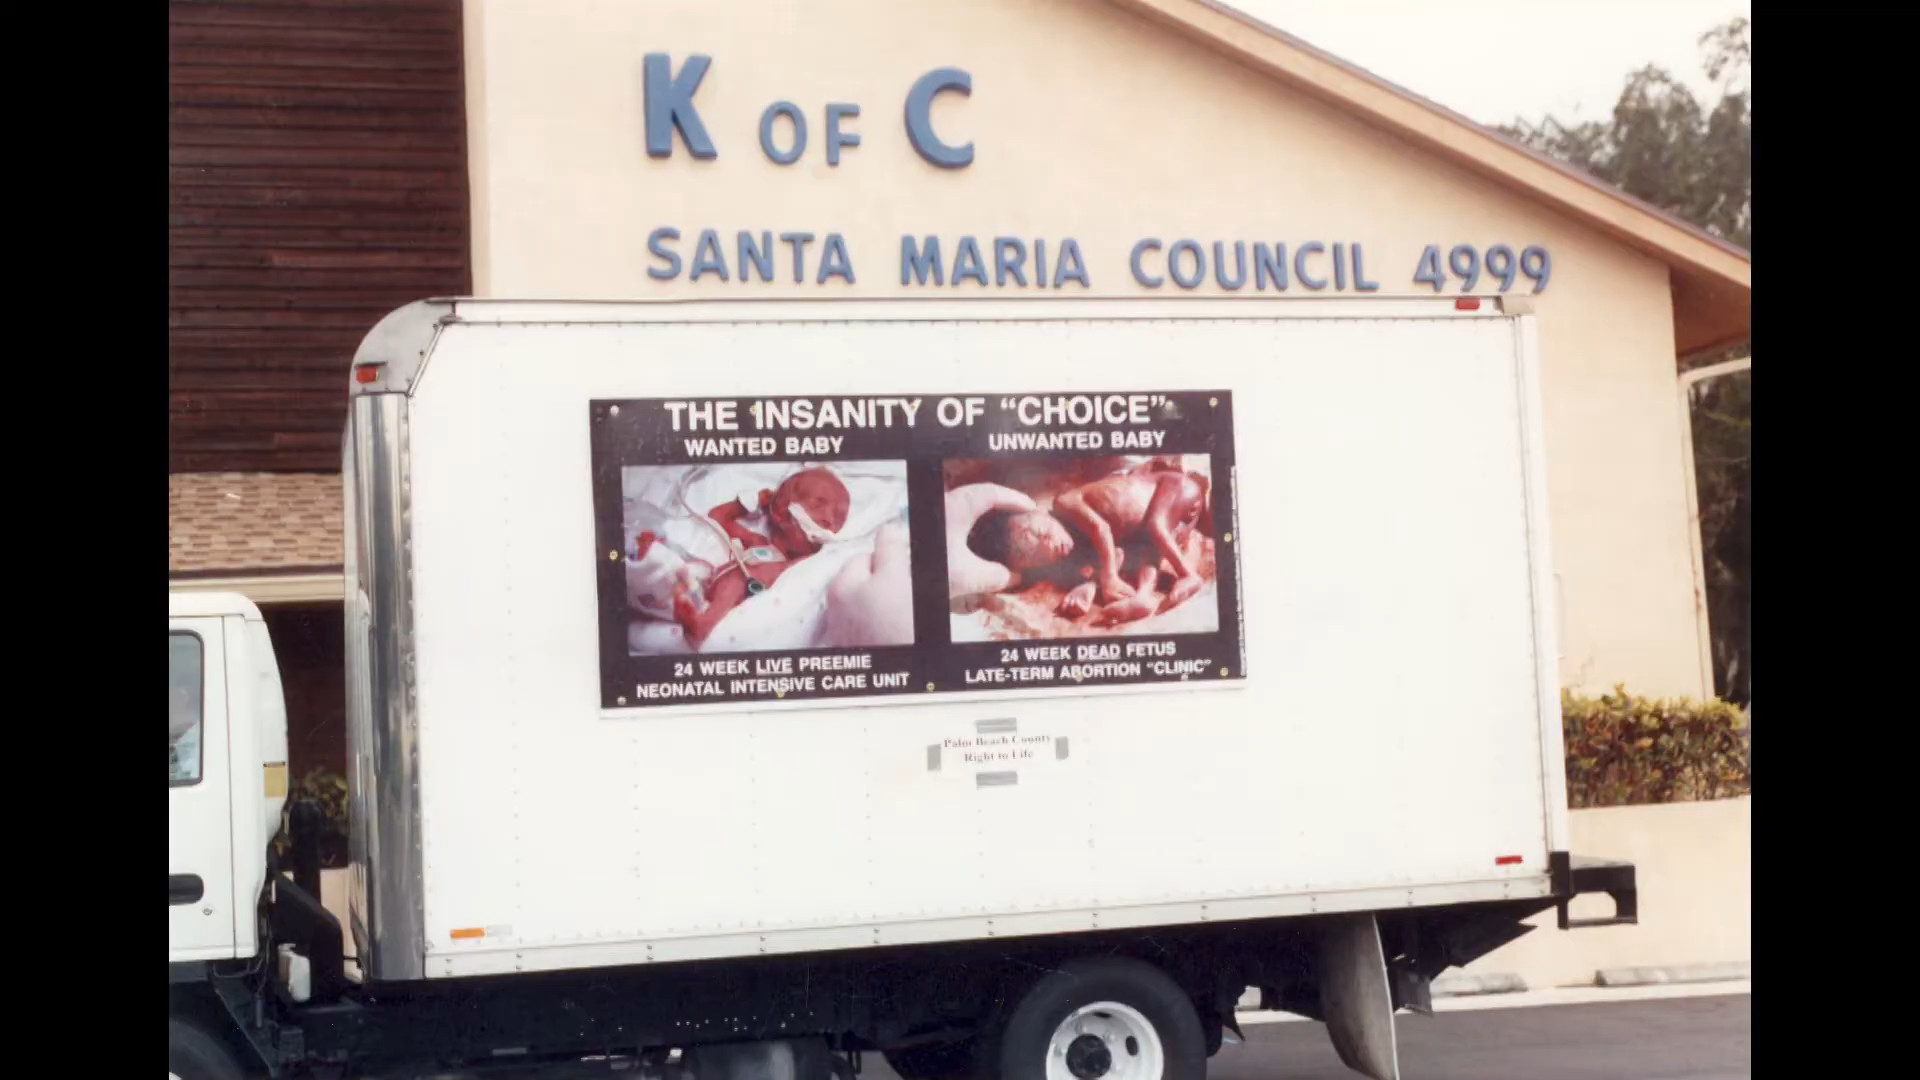 K OF C
SANTA MARIA COUNCIL 4999
THE INSANITY OF "CHOICE"
WANTED BABY
UNWANTED BABY
24 WEEK LIVE PREEMIE
NEONATAL INTENSIVE CARE UNIT
24 WEEK DEAD FETUS
LATE-TERM ABORTION "CLINIC"
Palm Beach County
Right to Life